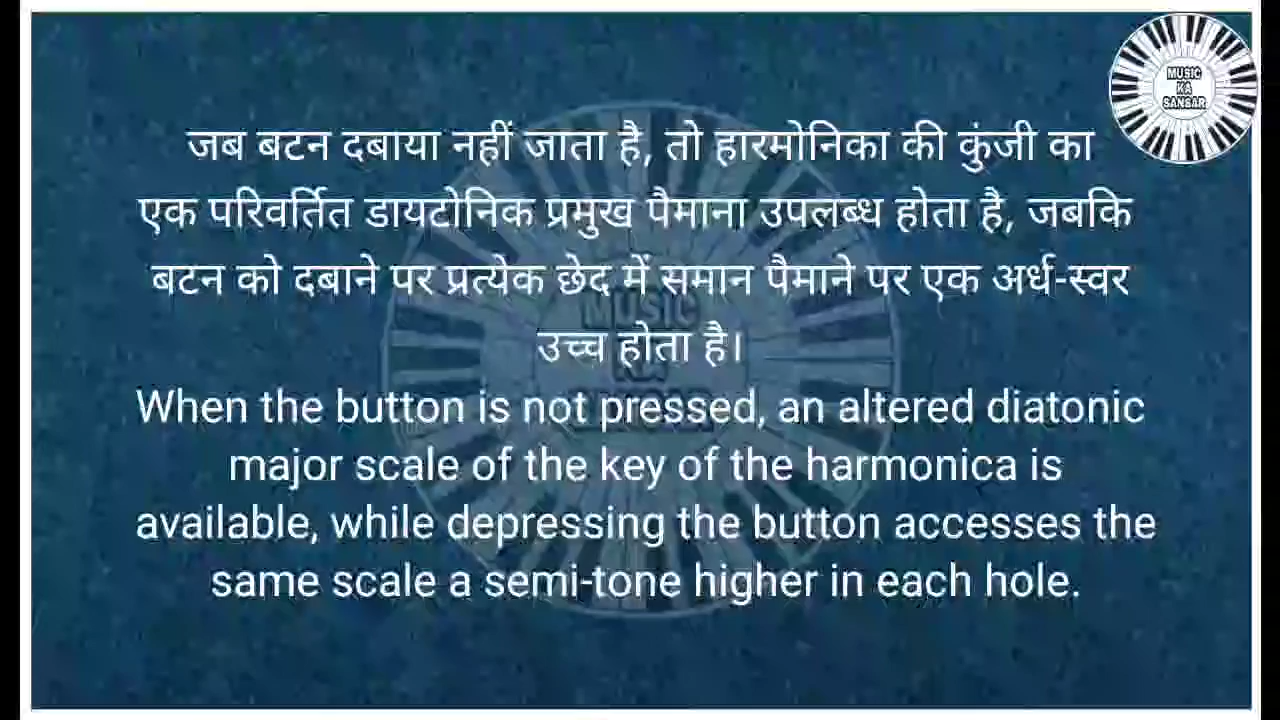 MUSIC
KA
SANSAR
जब बटन दबाया नहीं जाता है, तो हारमोनिका की कुंजी का
एक परिवर्तित डायटोनिक प्रमुख पैमाना उपलब्ध होता है, जबकि
बटन को दबाने पर प्रत्येक छेद में समान पैमाने पर एक अर्ध-स्वर
उच्च होता है।
When the button is not pressed, an altered diatonic
major scale of the key of the harmonica is
available, while depressing the button accesses the
same scale a semi-tone higher in each hole.
MUSIC
KA
SANSAR